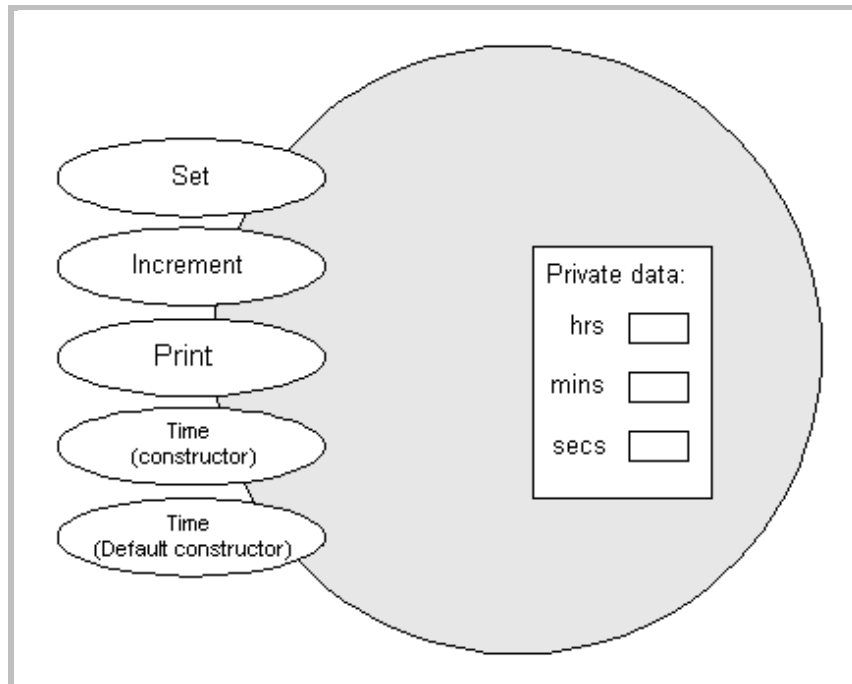 Set
Increment
Print
Time
(constructor)
Time
(Default constructor)
Private data:
hrs
mins
secs